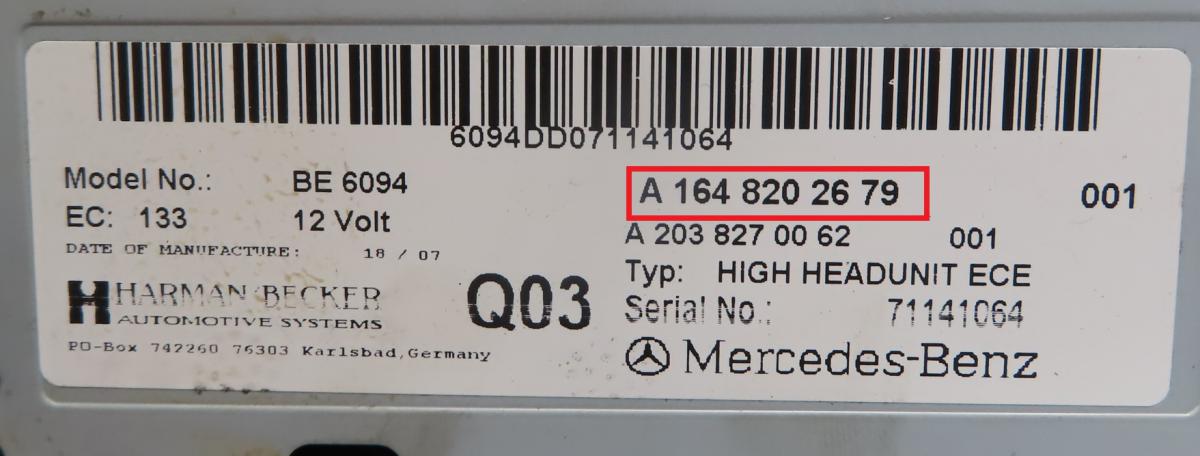 6094DD071141064
Model No.: BE 6094
EC: 133 12 Volt
DATE OF MANUFACTURE: 18 / 07
HARMAN/BECKER
AUTOMOTIVE SYSTEMS
PO-Box 742260 76303 Karlsbad,Germany
Q03
A 164 820 26 79 001
A 203 827 00 62 001
Typ: HIGH HEADUNIT ECE
Serial No.: 71141064
Mercedes-Benz